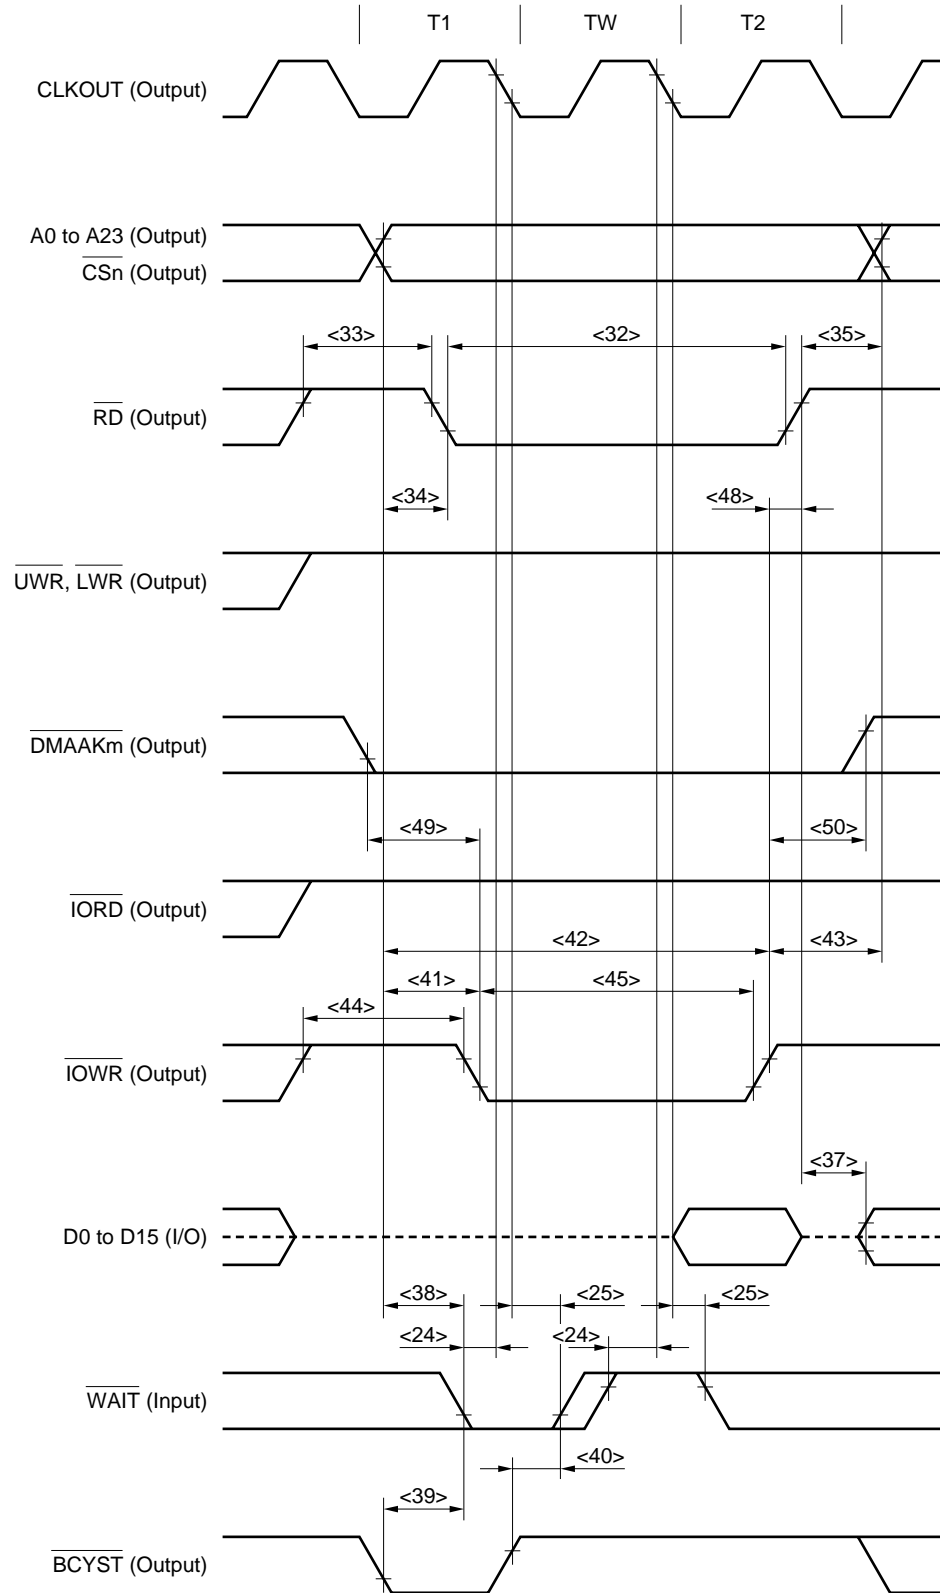 T1 TW T2
CLKOUT (Output)
A0 to A23 (Output)
CSn (Output)
<33> <32> <35>
RD (Output)
<34> <48>
UWR, LWR (Output)
DMAAKm (Output)
<49> <50>
IORD (Output)
<42> <43>
<41> <45>
<44>
IOWR (Output)
<37>
D0 to D15 (I/O)
<38> <25> <25>
<24> <24>
WAIT (Input)
<40>
<39>
BCYST (Output)